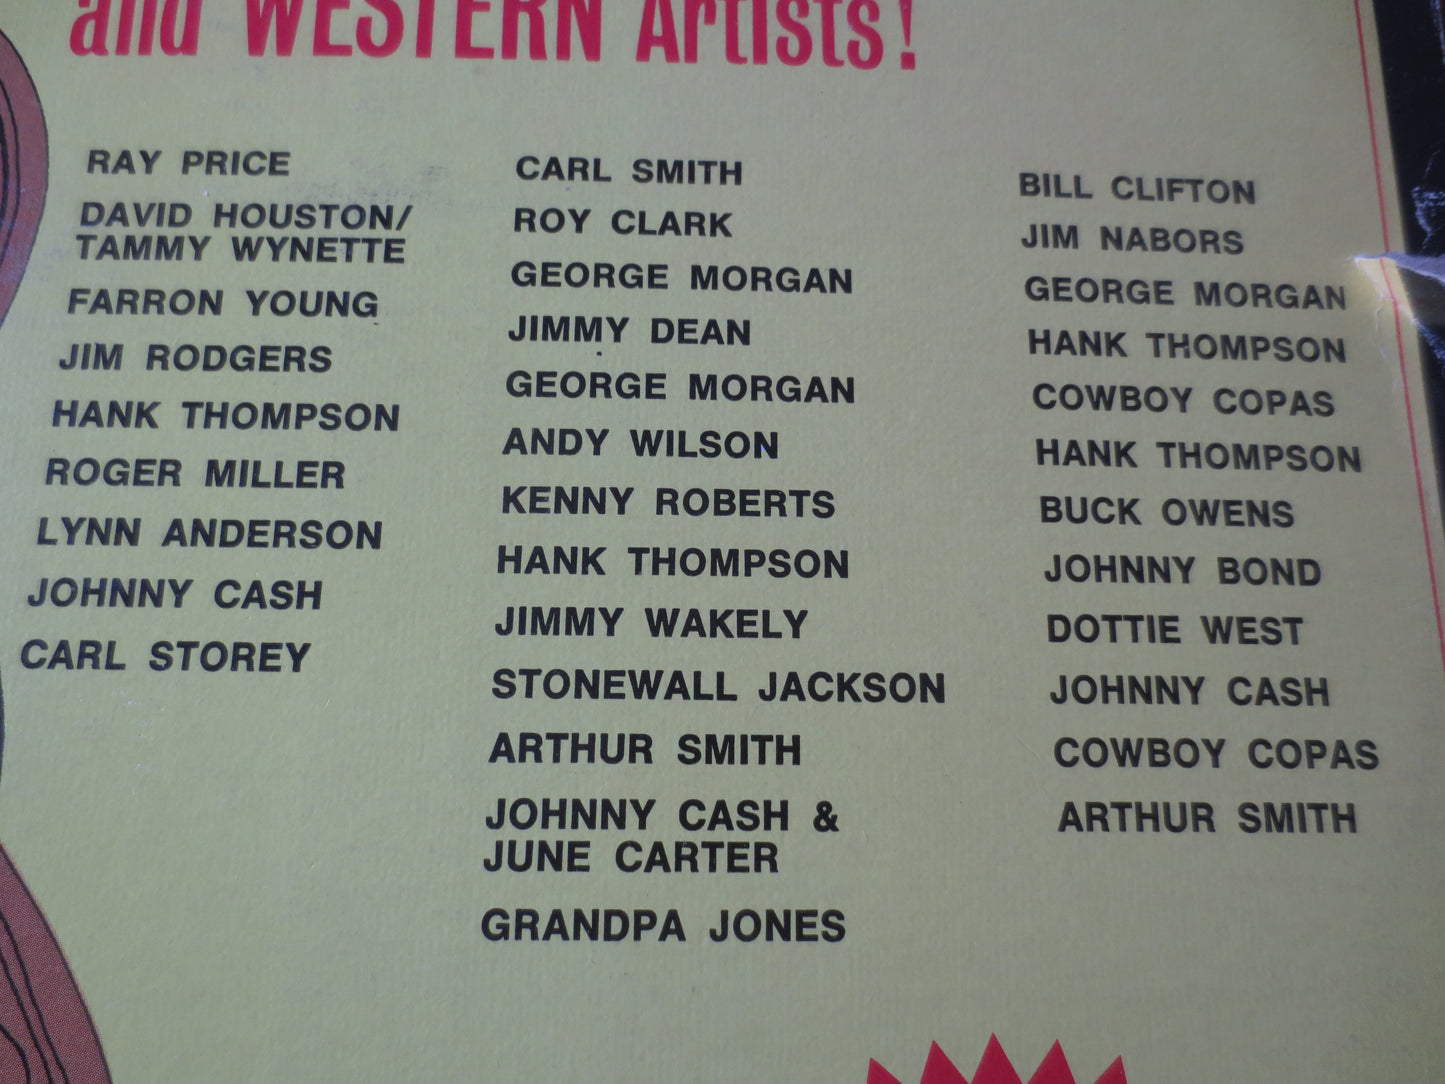 and WESTERN Artists!
RAY PRICE
DAVID HOUSTON/
TAMMY WYNETTE
FARRON YOUNG
JIM RODGERS
HANK THOMPSON
ROGER MILLER
LYNN ANDERSON
JOHNNY CASH
CARL STOREY
CARL SMITH
ROY CLARK
GEORGE MORGAN
JIMMY DEAN
GEORGE MORGAN
ANDY WILSON
KENNY ROBERTS
HANK THOMPSON
JIMMY WAKELY
STONEWALL JACKSON
ARTHUR SMITH
JOHNNY CASH &
JUNE CARTER
GRANDPA JONES
BILL CLIFTON
JIM NABORS
GEORGE MORGAN
HANK THOMPSON
COWBOY COPAS
HANK THOMPSON
BUCK OWENS
JOHNNY BOND
DOTTIE WEST
JOHNNY CASH
COWBOY COPAS
ARTHUR SMITH